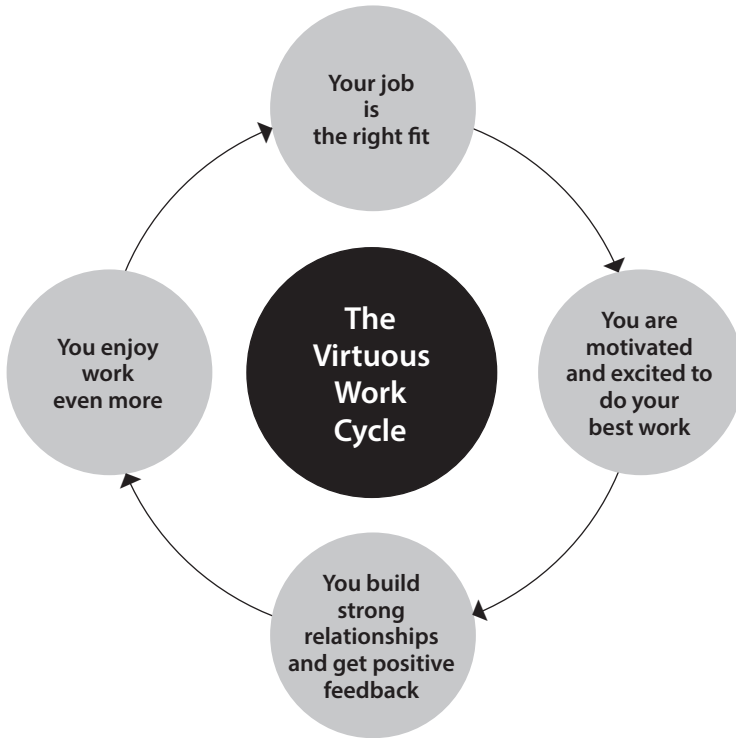 Your job
is
the right fit
You are
motivated
and excited to
do your
best work
You build
strong
relationships
and get positive
feedback
You enjoy
work
even more
The
Virtuous
Work
Cycle